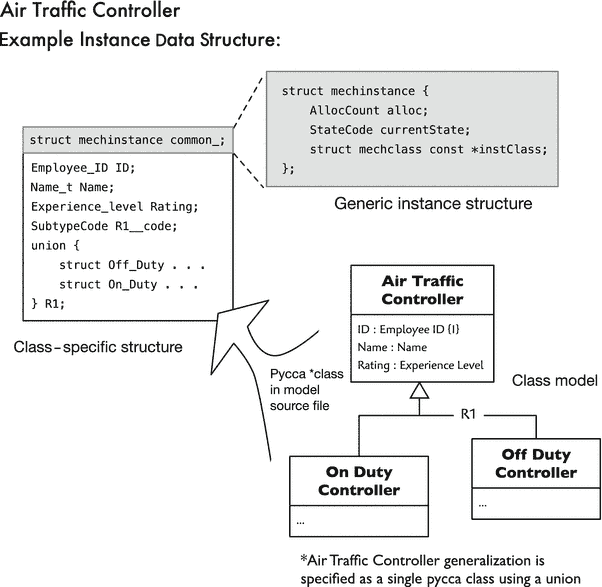 Air Traffic Controller
Example Instance Data Structure:
struct mechinstance {
AllocCount alloc;
StateCode currentState;
struct mechclass const *instClass;
};
Generic instance structure
struct mechinstance common_;
Employee_ID ID;
Name_t Name;
Experience_level Rating;
SubtypeCode R1__code;
union {
struct Off_Duty . . .
struct On_Duty . . .
} R1;
Class-specific structure
Pycca *class
in model
source file
Air Traffic
Controller
ID : Employee ID {I}
Name : Name
Rating : Experience Level
Class model
R1
On Duty
Controller
...
Off Duty
Controller
...
*Air Traffic Controller generalization is
specified as a single pycca class using a union